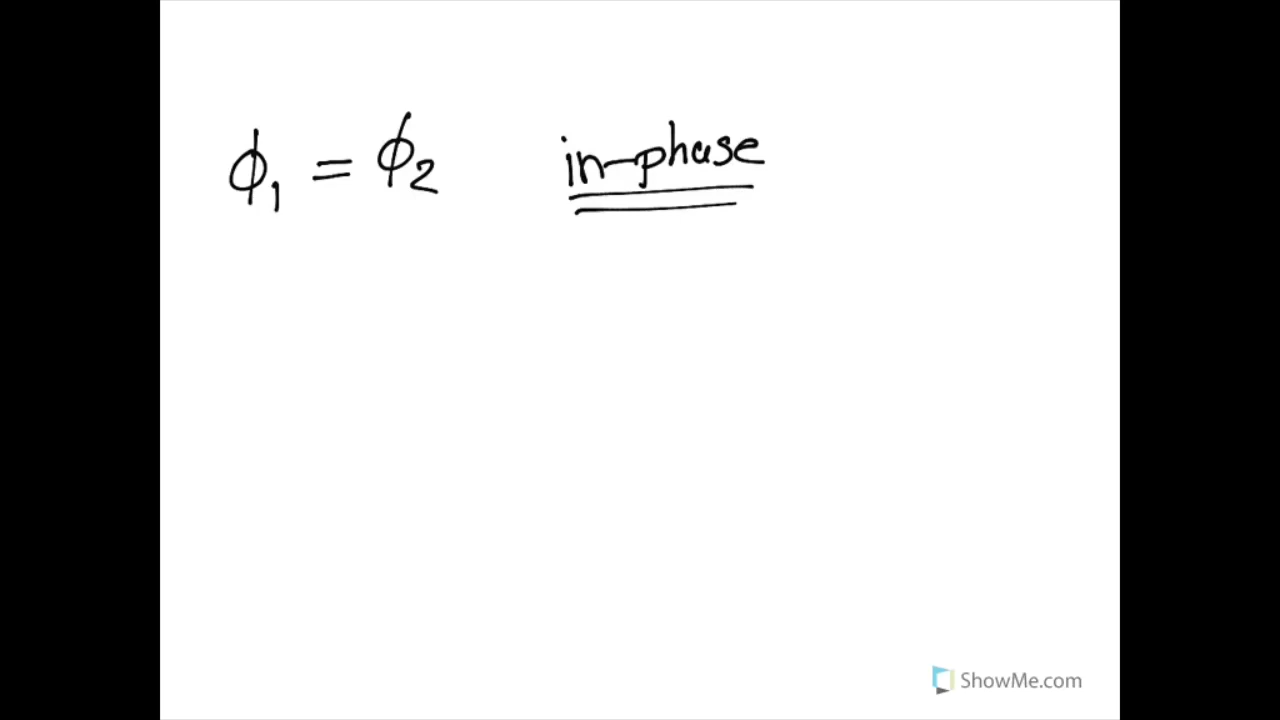 ϕ₁ = ϕ₂ in-phase
ShowMe.com